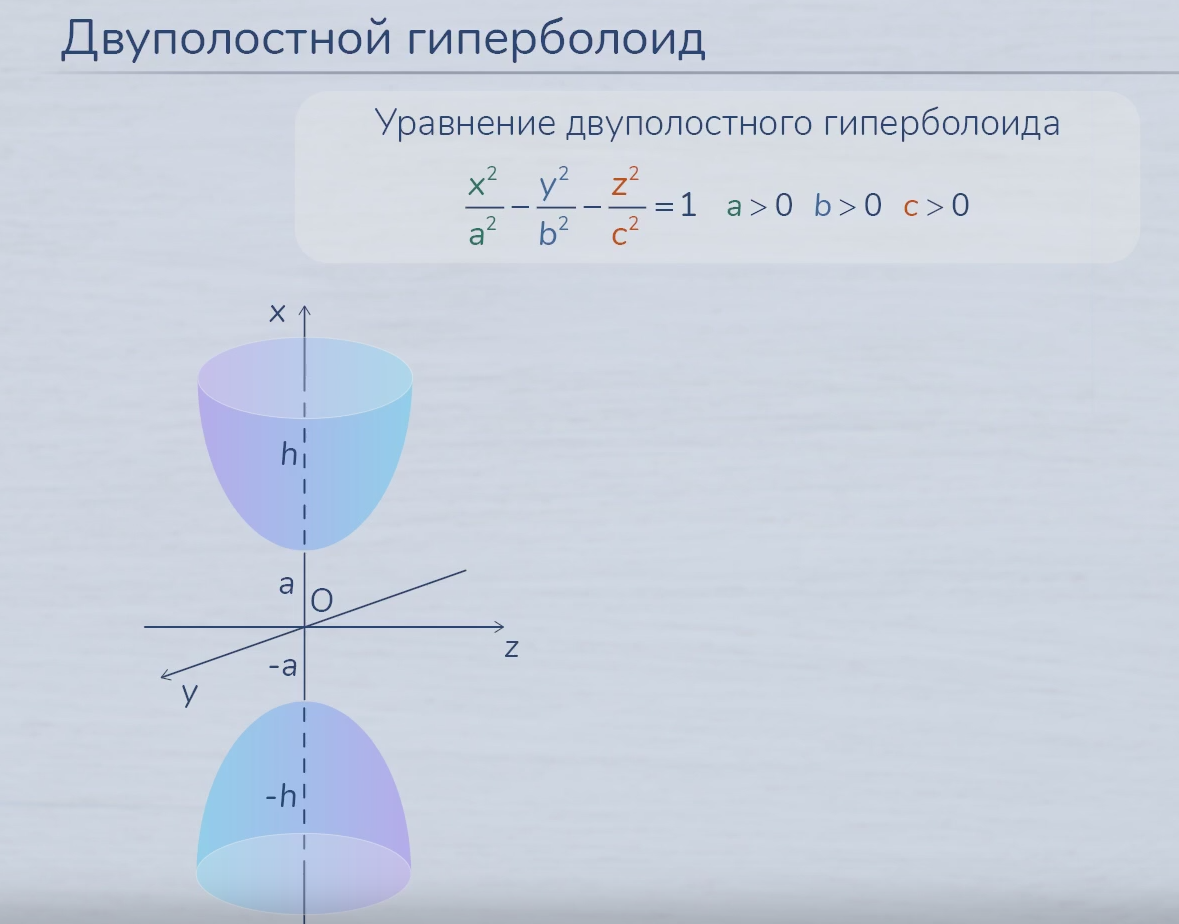 Двуполостной гиперболоид
Уравнение двуполостного гиперболоида
x²/a² − y²/b² − z²/c² = 1 a > 0 b > 0 c > 0
x
h
a
O
z
-a
y
-h